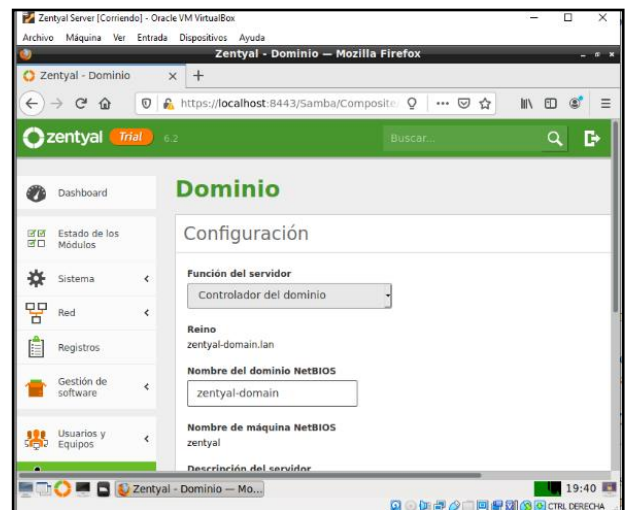 Zentyal Server [Corriendo] - Oracle VM VirtualBox
Archivo Máquina Ver Entrada Dispositivos Ayuda
Zentyal - Dominio — Mozilla Firefox
Zentyal - Dominio
https://localhost:8443/Samba/Composite
zentyal Trial 6.2 Buscar...
Dashboard
Estado de los
Módulos
Sistema
Red
Registros
Gestión de
software
Usuarios y
Equipos
Dominio
Configuración
Función del servidor
Controlador del dominio
Reino
zentyal-domain.lan
Nombre del dominio NetBIOS
zentyal-domain
Nombre de máquina NetBIOS
zentyal
Descripción del servidor
Zentyal - Dominio — Mo...
19:40
CTRL DERECHA